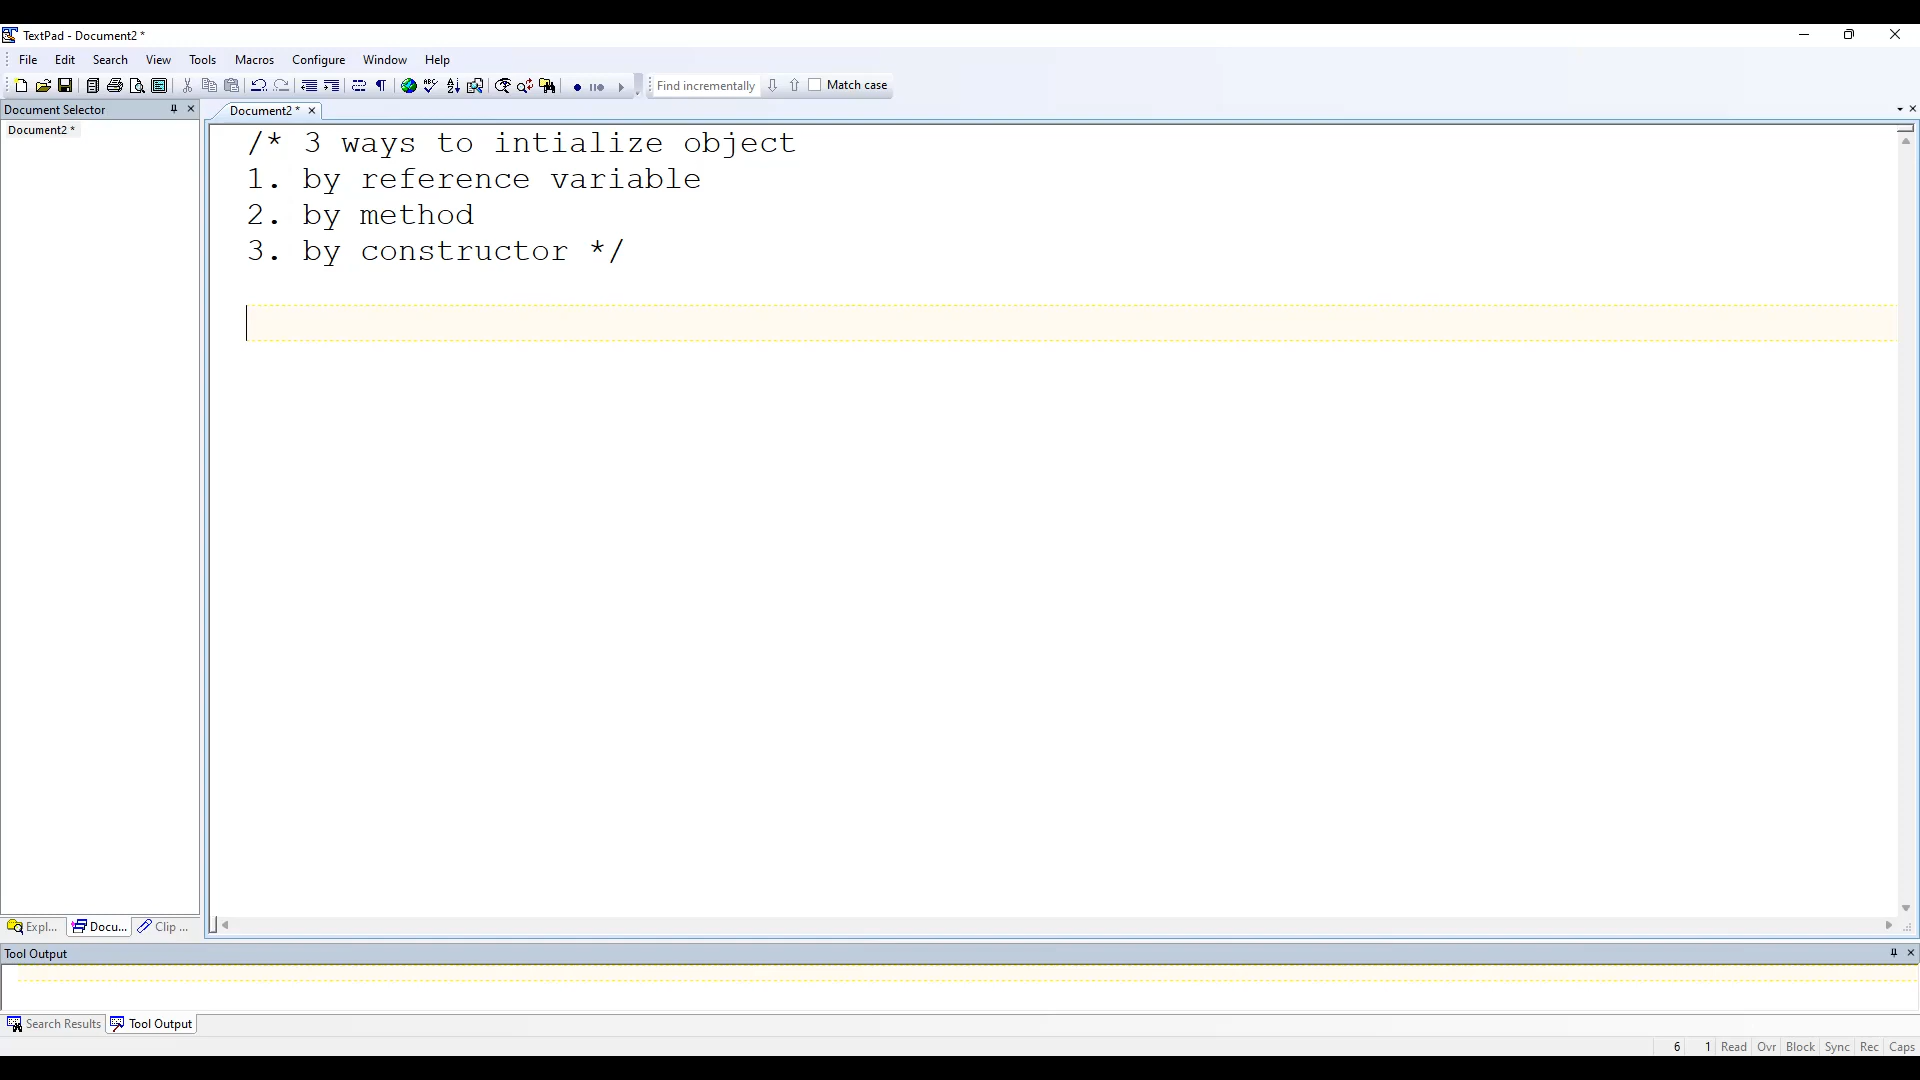 TextPad - Document2 *
File Edit Search View Tools Macros Configure Window Help
Find incrementally Match case
Document Selector
Document2 *
Document2 *
/* 3 ways to intialize object
1. by reference variable
2. by method
3. by constructor */
Expl... Docu... Clip ...
Tool Output
Search Results Tool Output
6 1 Read Ovr Block Sync Rec Caps